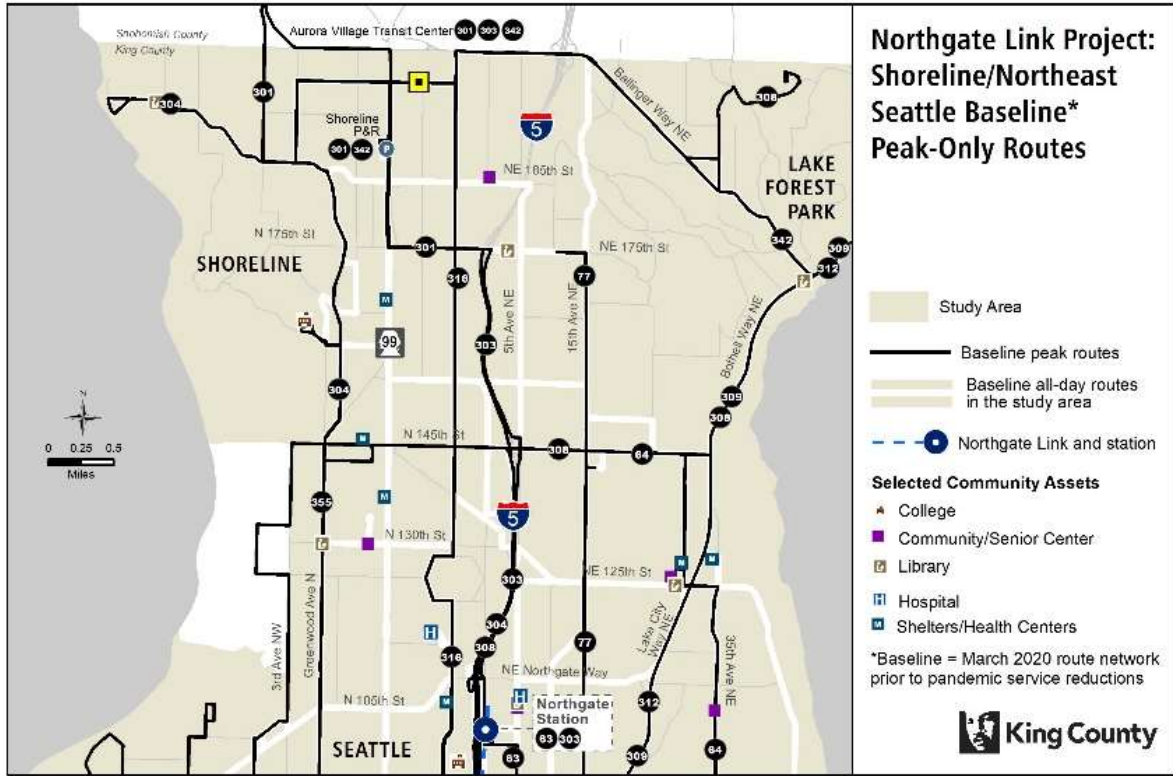 Northgate Link Project:
Shoreline/Northeast
Seattle Baseline*
Peak-Only Routes
Snohomish County
King County
Aurora Village Transit Center 301 303 342
304
301
Shoreline
P&R
301 342
P
5
Ballinger Way NE
308
NE 185th St
LAKE
FOREST
PARK
N 175th St
301
NE 175th St
342
309
312
SHORELINE
316
77
99
303
5th Ave NE
15th Ave NE
Bothell Way NE
304
309
308
N 145th St
308
64
0 0.25 0.5
Miles
355
5
N 130th St
303
NE 125th St
3rd Ave NW
Greenwood Ave N
304
308
316
77
Lake City
Way NE
35th Ave NE
NE Northgate Way
N 105th St
312
Northgate
Station
63 303
SEATTLE
63
309
64
Study Area
Baseline peak routes
Baseline all-day routes
in the study area
Northgate Link and station
Selected Community Assets
College
Community/Senior Center
Library
H Hospital
M Shelters/Health Centers
*Baseline = March 2020 route network
prior to pandemic service reductions
King County